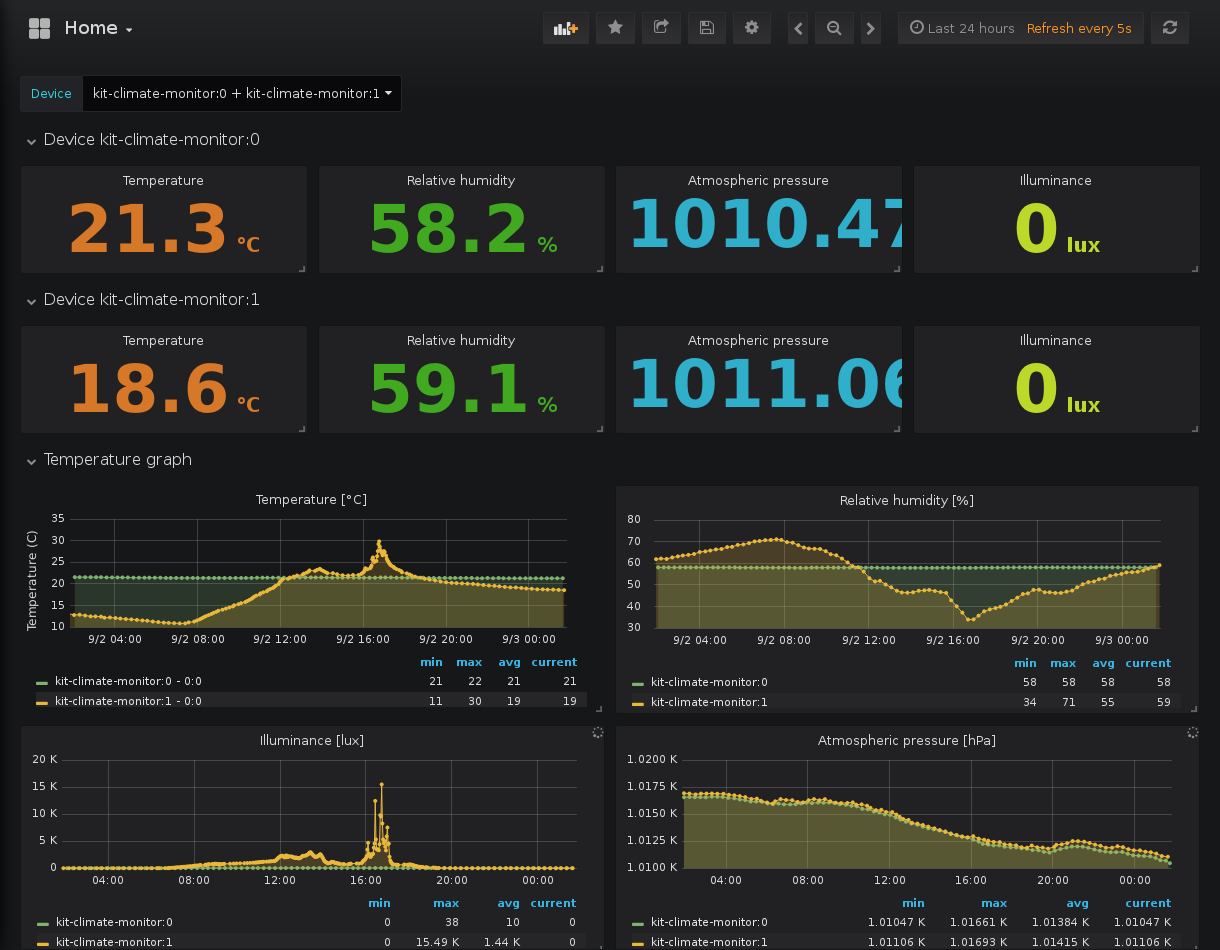 Home
Last 24 hours Refresh every 5s
Device kit-climate-monitor:0 + kit-climate-monitor:1
Device kit-climate-monitor:0
Temperature Relative humidity Atmospheric pressure Illuminance
21.3 °C 58.2 % 1010.47 0 lux
Device kit-climate-monitor:1
Temperature Relative humidity Atmospheric pressure Illuminance
18.6 °C 59.1 % 1011.06 0 lux
Temperature graph
Temperature [°C]
Temperature (C)
35
30
25
20
15
10
9/2 04:00 9/2 08:00 9/2 12:00 9/2 16:00 9/2 20:00 9/3 00:00
min max avg current
kit-climate-monitor:0 - 0:0 21 22 21 21
kit-climate-monitor:1 - 0:0 11 30 19 19
Relative humidity [%]
80
70
60
50
40
30
9/2 04:00 9/2 08:00 9/2 12:00 9/2 16:00 9/2 20:00 9/3 00:00
min max avg current
kit-climate-monitor:0 58 58 58 58
kit-climate-monitor:1 34 71 55 59
Illuminance [lux]
20 K
15 K
10 K
5 K
0
04:00 08:00 12:00 16:00 20:00 00:00
min max avg current
kit-climate-monitor:0 0 38 10 0
kit-climate-monitor:1 0 15.49 K 1.44 K 0
Atmospheric pressure [hPa]
1.0200 K
1.0175 K
1.0150 K
1.0125 K
1.0100 K
04:00 08:00 12:00 16:00 20:00 00:00
min max avg current
kit-climate-monitor:0 1.01047 K 1.01661 K 1.01384 K 1.01047 K
kit-climate-monitor:1 1.01106 K 1.01693 K 1.01415 K 1.01106 K